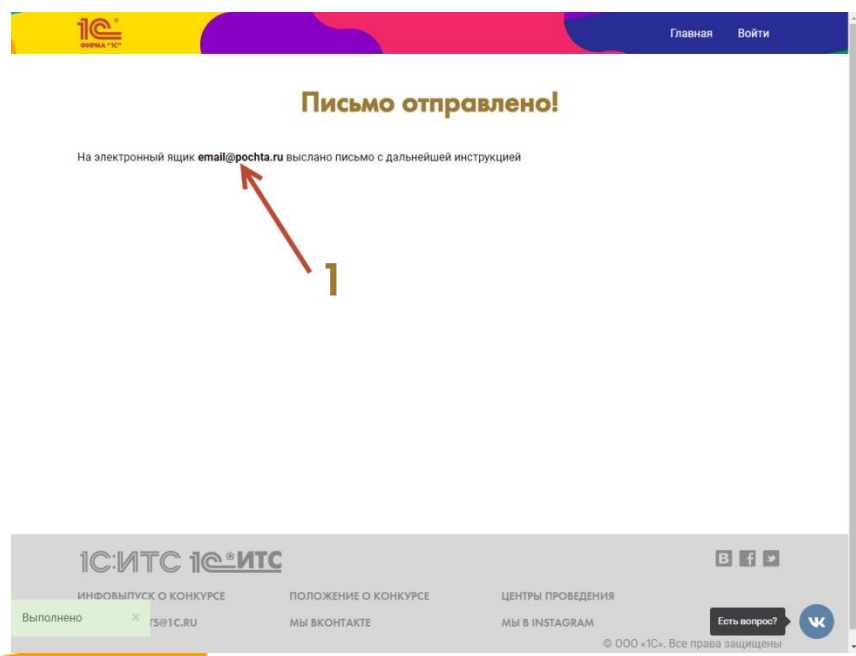 1С
ФИРМА "1С"
Главная Войти
Письмо отправлено!
На электронный ящик email@pochta.ru выслано письмо с дальнейшей инструкцией
1
1С:ИТС 1С ИТС
ИНФОВЫПУСК О КОНКУРСЕ ПОЛОЖЕНИЕ О КОНКУРСЕ ЦЕНТРЫ ПРОВЕДЕНИЯ
Выполнено × TS@1C.RU МЫ ВКОНТАКТЕ МЫ В INSTAGRAM Есть вопрос?
© ООО «1С». Все права защищены